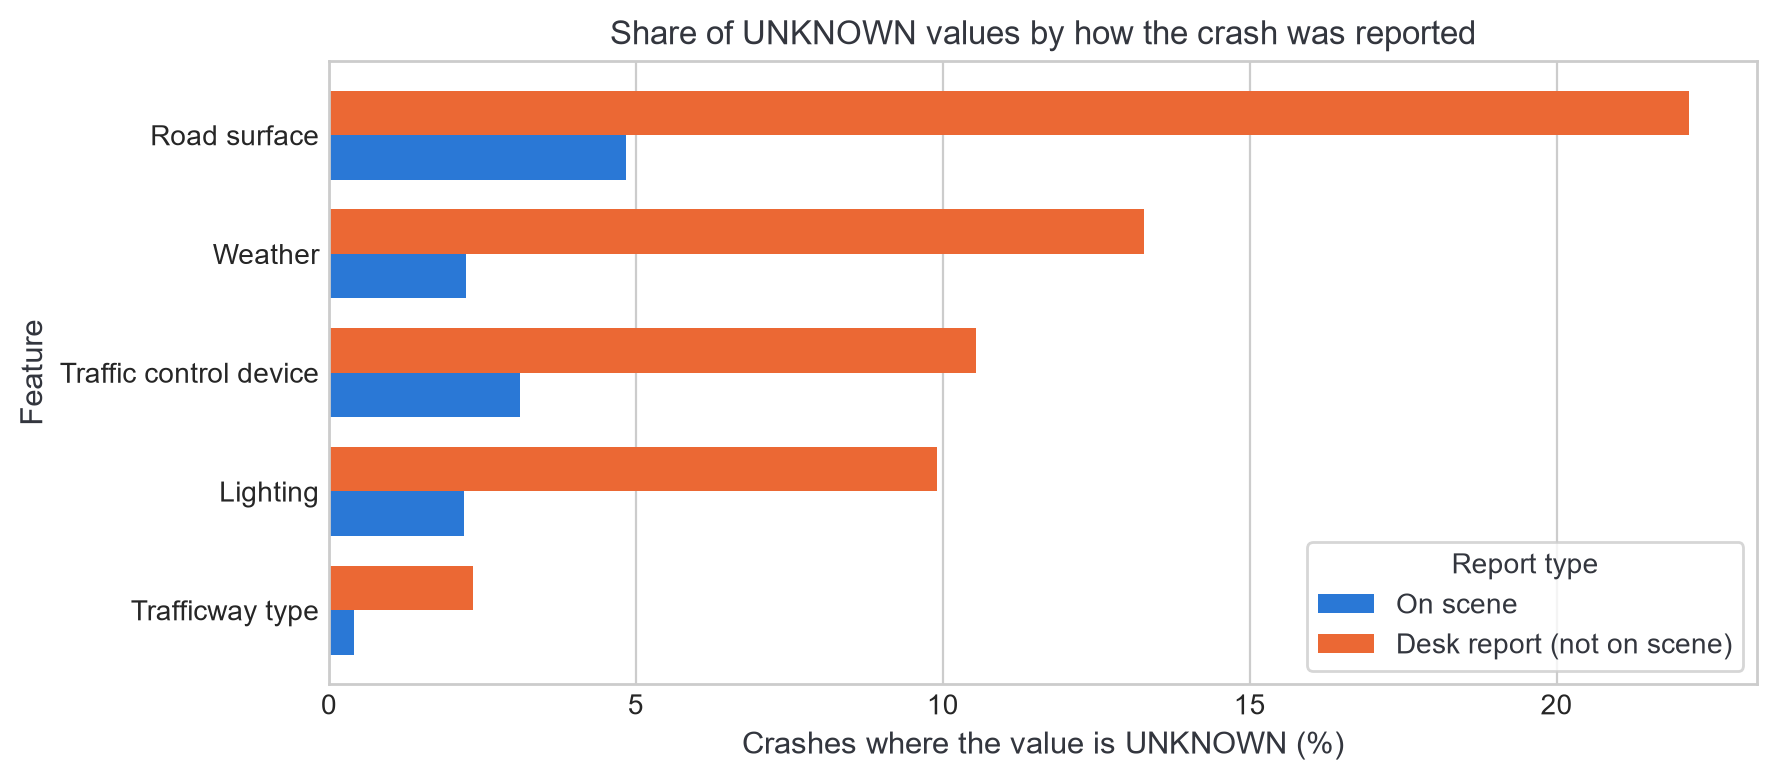 Share of UNKNOWN values by how the crash was reported
Feature
Road surface
Weather
Traffic control device
Lighting
Trafficway type
Report type
On scene
Desk report (not on scene)
0 5 10 15 20
Crashes where the value is UNKNOWN (%)